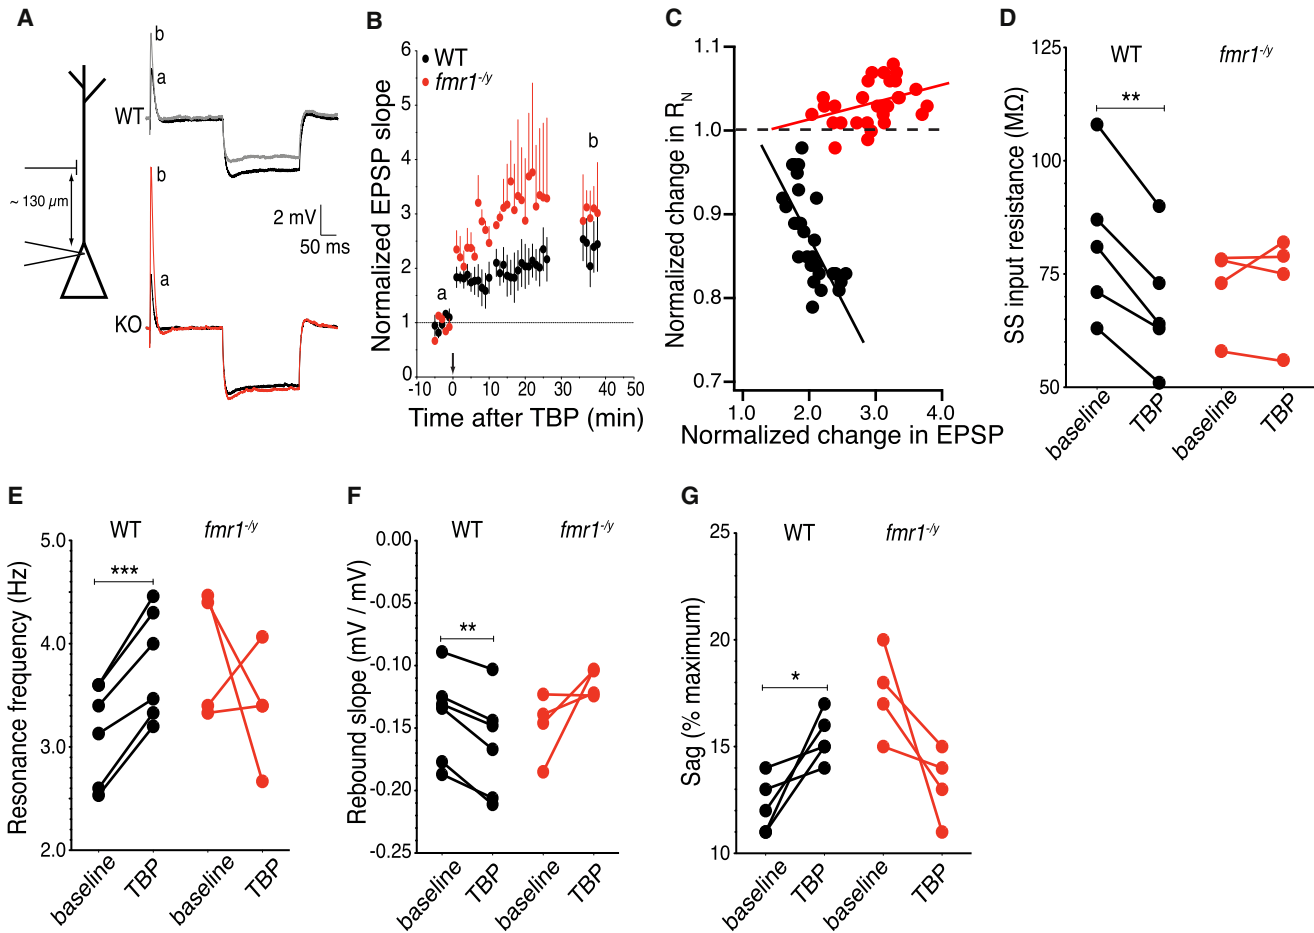 A
b
a
WT
~ 130 µm
b
2 mV
50 ms
a
KO
B
WT
fmr1-/y
Normalized EPSP slope
6
5
4
3
2
1
0
a
b
-10
0
10
20
30
40
50
Time after TBP (min)
C
Normalized change in RN
1.1
1.0
0.9
0.8
0.7
1.0
2.0
3.0
4.0
Normalized change in EPSP
D
WT
fmr1-/y
**
SS input resistance (MΩ)
125
100
75
50
baseline
TBP
baseline
TBP
E
WT
fmr1-/y
***
Resonance frequency (Hz)
5.0
4.0
3.0
2.0
baseline
TBP
baseline
TBP
F
WT
fmr1-/y
**
Rebound slope (mV / mV)
0.00
-0.05
-0.10
-0.15
-0.20
-0.25
baseline
TBP
baseline
TBP
G
WT
fmr1-/y
*
Sag (% maximum)
25
20
15
10
baseline
TBP
baseline
TBP